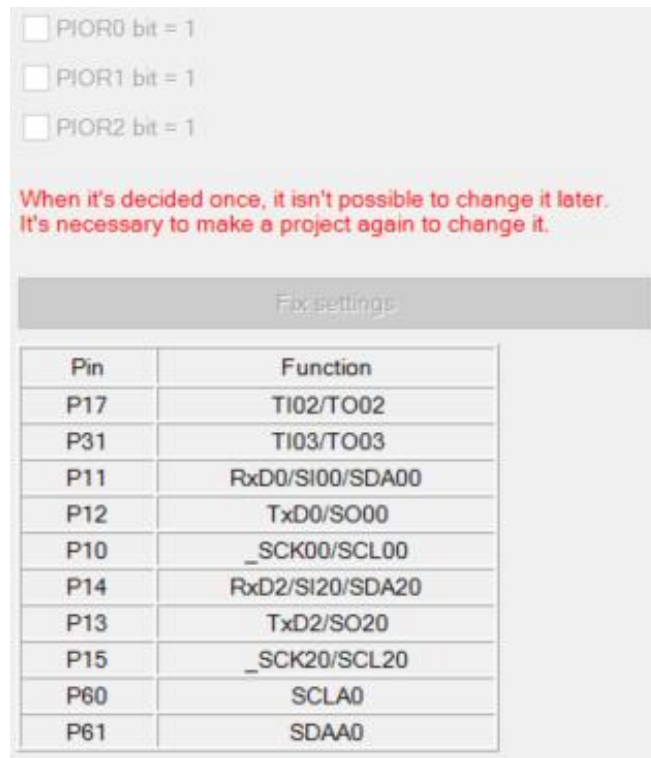 PIOR0 bit = 1
PIOR1 bit = 1
PIOR2 bit = 1
When it's decided once, it isn't possible to change it later.
It's necessary to make a project again to change it.
Fix settings
Pin Function
P17 TI02/TO02
P31 TI03/TO03
P11 RxD0/SI00/SDA00
P12 TxD0/SO00
P10 _SCK00/SCL00
P14 RxD2/SI20/SDA20
P13 TxD2/SO20
P15 _SCK20/SCL20
P60 SCLA0
P61 SDAA0